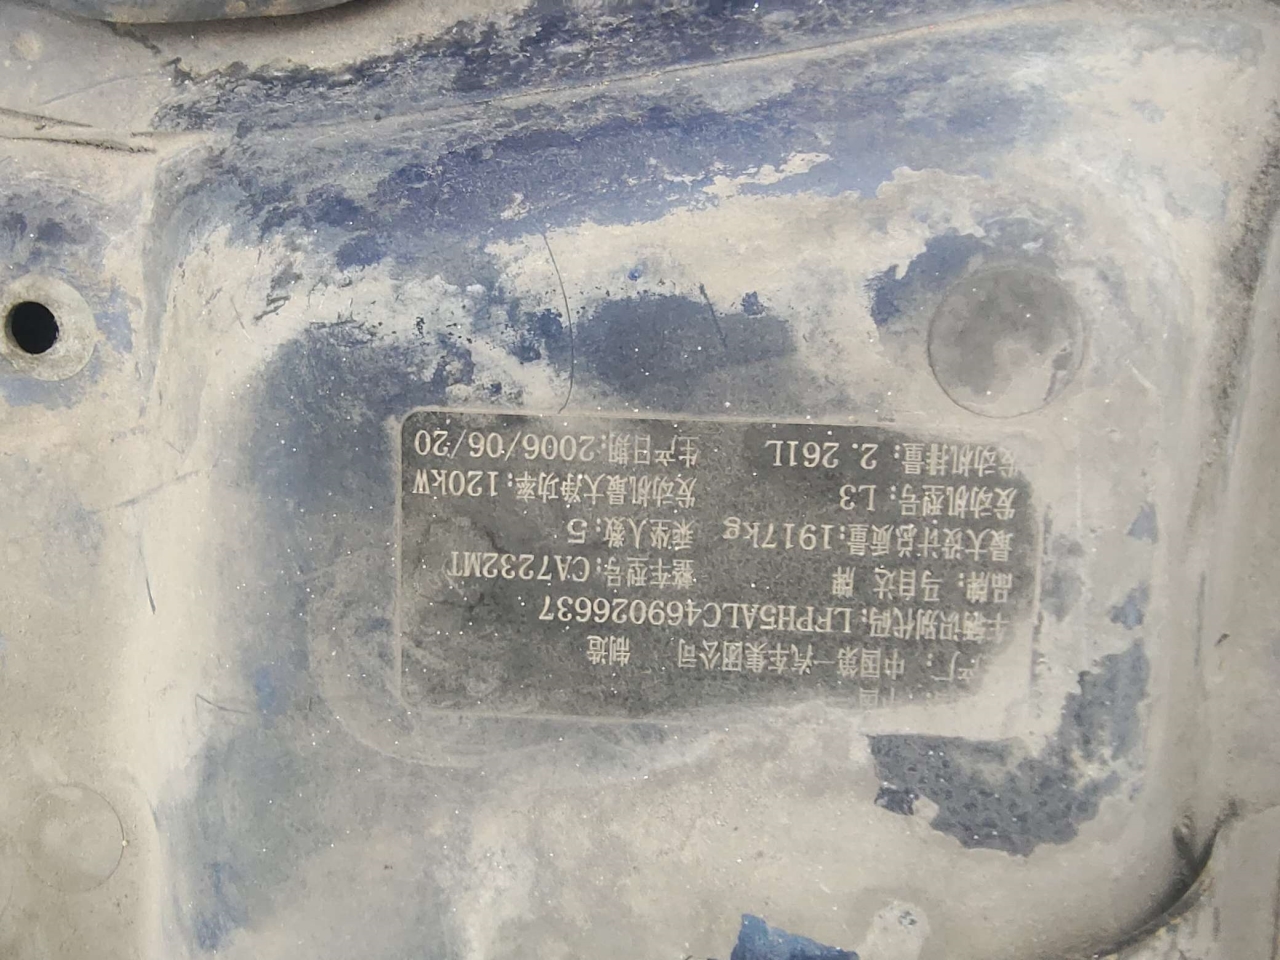 中国第一汽车集团公司 制造
车辆识别代码：LFPH5ALC469026637
品牌：马自达 牌 整车型号：CA7232MT
最大设计总质量：1917kg 乘坐人数：5
发动机型号：L3 发动机最大净功率：120kW
发动机排量：2.261L 生产日期：2006/06/20